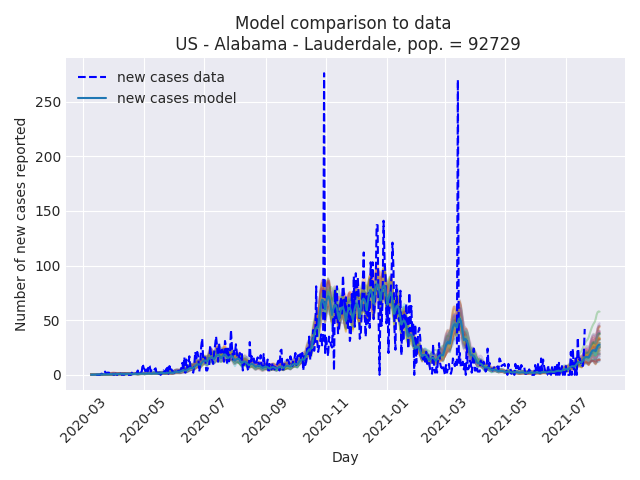 Model comparison to data
US - Alabama - Lauderdale, pop. = 92729
new cases data
new cases model
Number of new cases reported
250
200
150
100
50
0
2020-03
2020-05
2020-07
2020-09
2020-11
2021-01
2021-03
2021-05
2021-07
Day